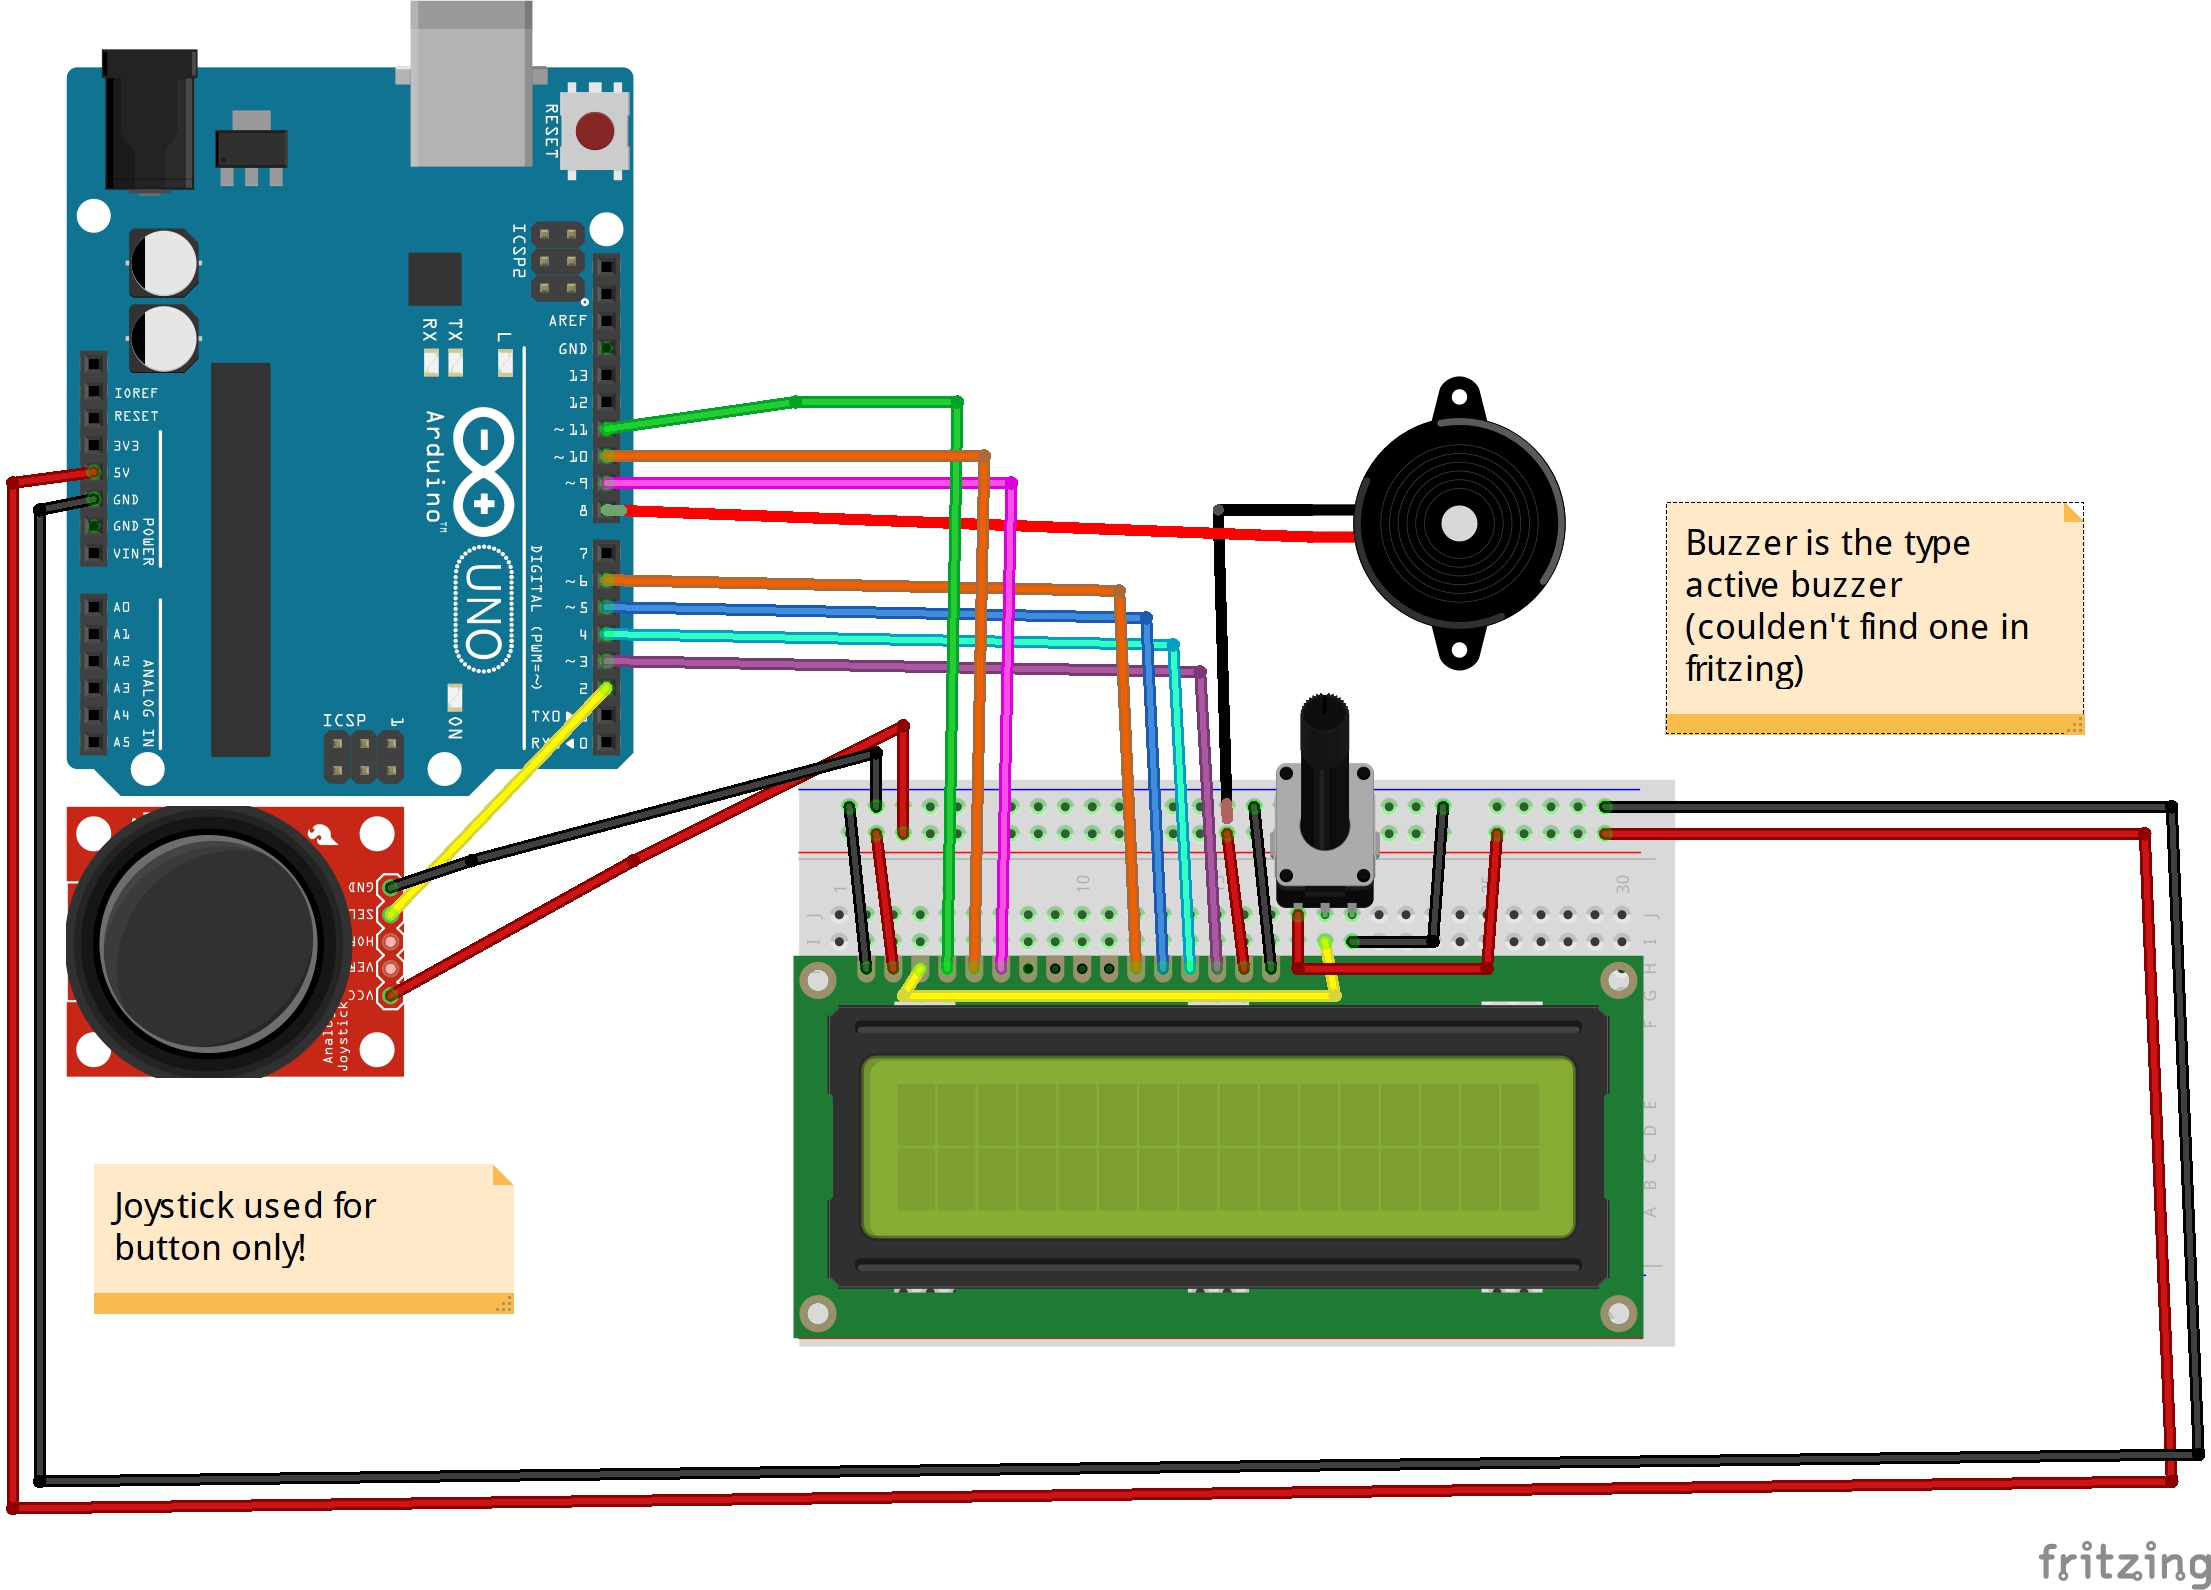 RESET
ICSP2
AREF
GND
13
12
~11
~10
~9
8
7
~6
~5
4
~3
2
TX0▶
RX◀0
RX
TX
L
Arduino™
UNO
DIGITAL (PWM=~)
IOREF
RESET
3V3
5V
GND
GND
VIN
POWER
A0
A1
A2
A3
A4
A5
ANALOG IN
ICSP
1
ON
Buzzer is the type
active buzzer
(coulden't find one in
fritzing)
GND
SEL
HOR
VER
VCC
Joystick
1
10
30
J
I
J
I
H
G
F
E
D
C
B
A
Joystick used for
button only!
fritzing